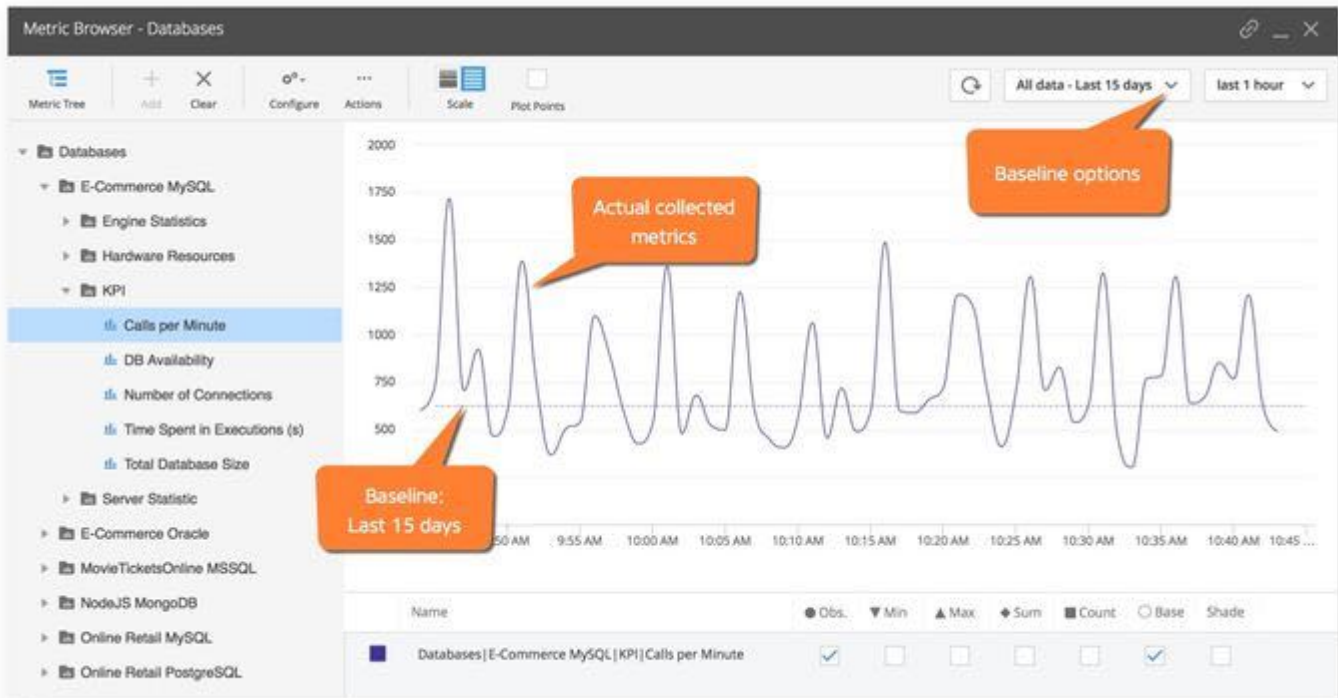 Metric Browser - Databases
Metric Tree
Add
Clear
Configure
Actions
Scale
Plot Points
All data - Last 15 days
last 1 hour
Baseline options
Databases
E-Commerce MySQL
Engine Statistics
Hardware Resources
KPI
Calls per Minute
DB Availability
Number of Connections
Time Spent in Executions (s)
Total Database Size
Server Statistic
E-Commerce Oracle
MovieTicketsOnline MSSQL
NodeJS MongoDB
Online Retail MySQL
Online Retail PostgreSQL
2000
1750
1500
1250
1000
750
500
Actual collected
metrics
Baseline:
Last 15 days
:50 AM 9:55 AM 10:00 AM 10:05 AM 10:10 AM 10:15 AM 10:20 AM 10:25 AM 10:30 AM 10:35 AM 10:40 AM 10:45 ...
Name Obs. Min Max Sum Count Base Shade
Databases|E-Commerce MySQL|KPI|Calls per Minute